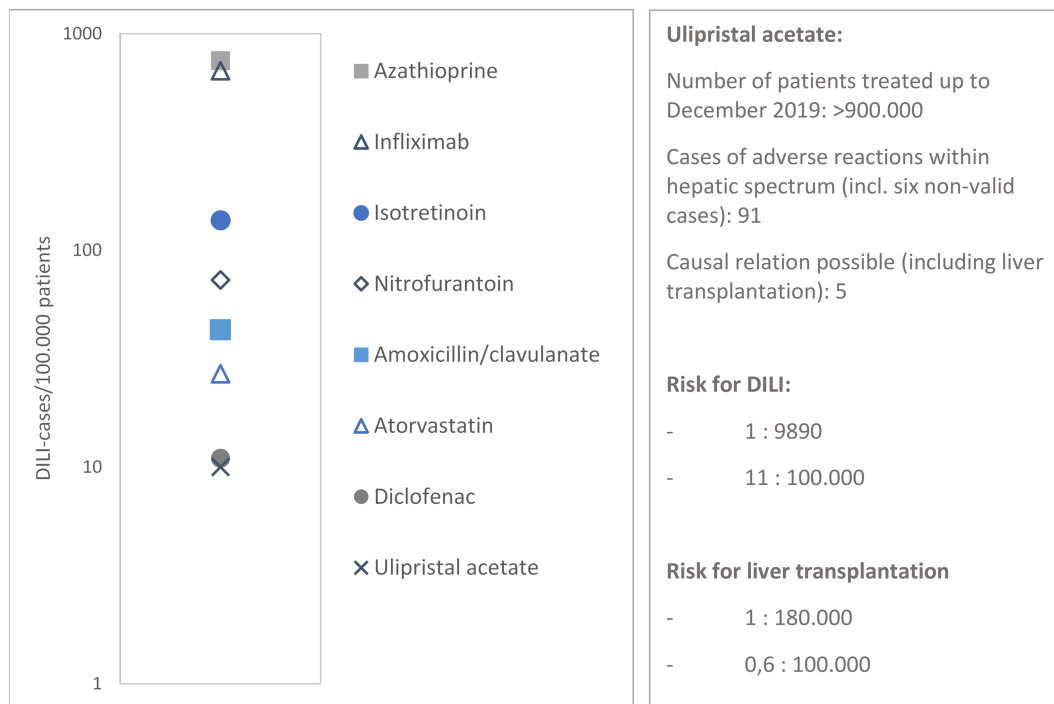 1000
100
10
1
DILI-cases/100.000 patients
Azathioprine
Infliximab
Isotretinoin
Nitrofurantoin
Amoxicillin/clavulanate
Atorvastatin
Diclofenac
Ulipristal acetate
Ulipristal acetate:
Number of patients treated up to
December 2019: >900.000
Cases of adverse reactions within
hepatic spectrum (incl. six non-valid
cases): 91
Causal relation possible (including liver
transplantation): 5
Risk for DILI:
- 1 : 9890
- 11 : 100.000
Risk for liver transplantation
- 1 : 180.000
- 0,6 : 100.000